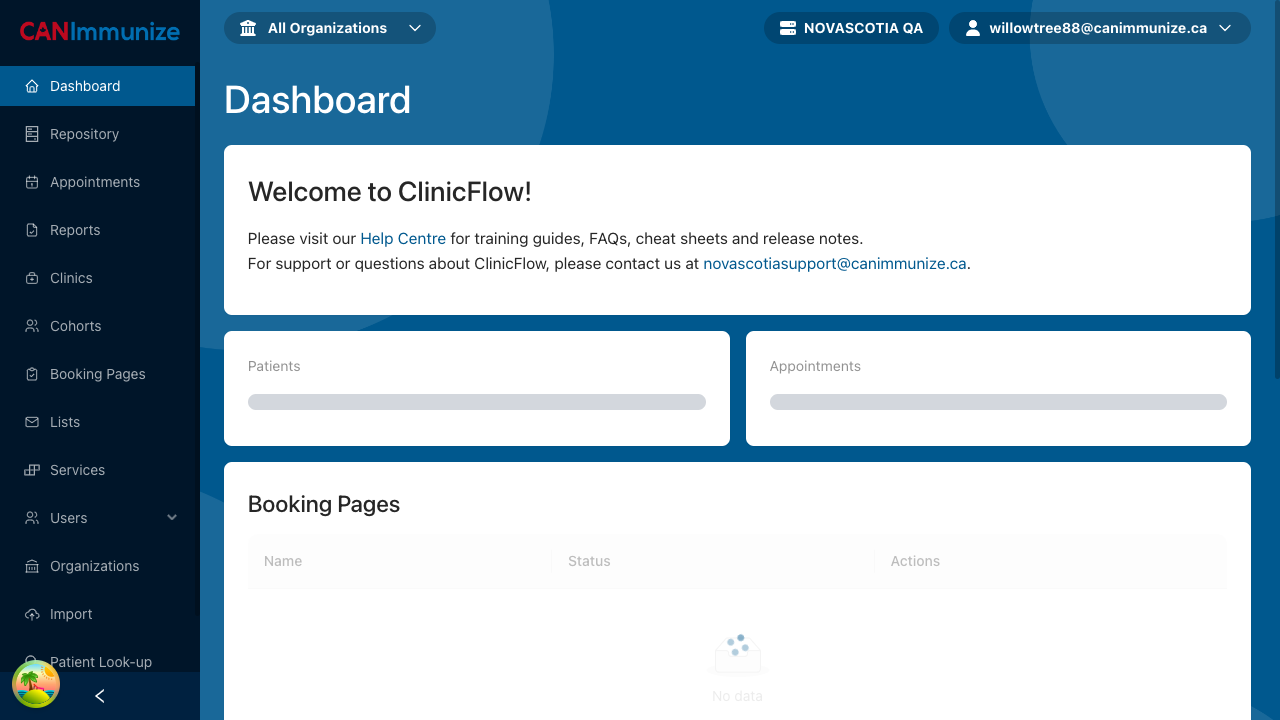 CANImmunize
Dashboard
Repository
Appointments
Reports
Clinics
Cohorts
Booking Pages
Lists
Services
Users
Organizations
Import
Patient Look-up
All Organizations
NOVASCOTIA QA
willowtree88@canimmunize.ca
Dashboard
Welcome to ClinicFlow!
Please visit our Help Centre for training guides, FAQs, cheat sheets and release notes.
For support or questions about ClinicFlow, please contact us at novascotiasupport@canimmunize.ca.
Patients
Appointments
Booking Pages
Name Status Actions
No data